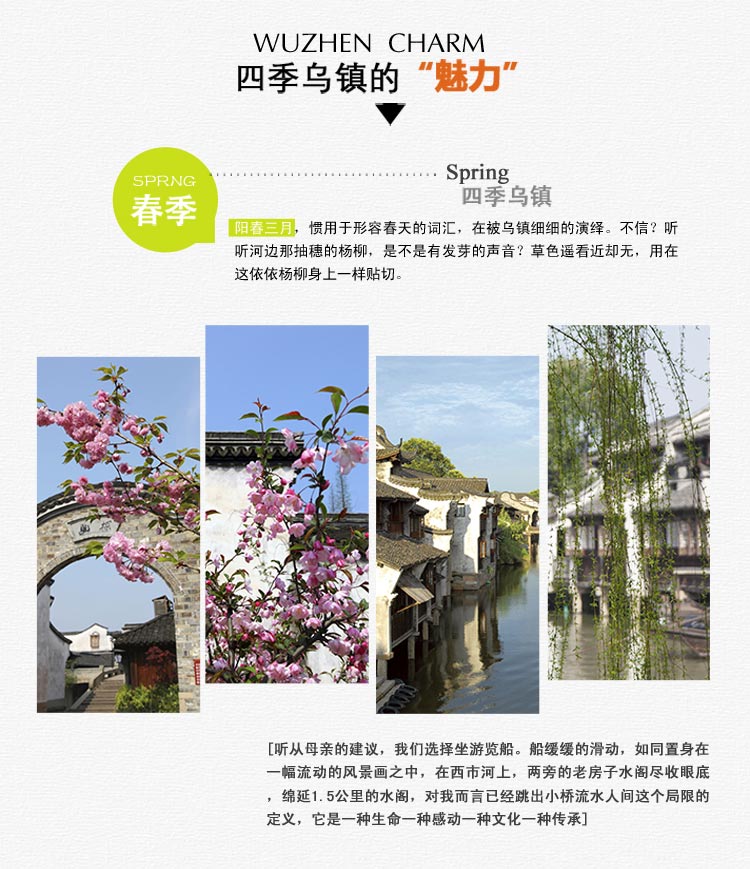 WUZHEN CHARM
四季乌镇的“魅力”
SPRNG
春季
Spring
四季乌镇
阳春三月，惯用于形容春天的词汇，在被乌镇细细的演绎。不信？听
听河边那抽穗的杨柳，是不是有发芽的声音？草色遥看近却无，用在
这依依杨柳身上一样贴切。
[听从母亲的建议，我们选择坐游览船。船缓缓的滑动，如同置身在
一幅流动的风景画之中，在西市河上，两旁的老房子水阁尽收眼底
，绵延1.5公里的水阁，对我而言已经跳出小桥流水人间这个局限的
定义，它是一种生命一种感动一种文化一种传承]